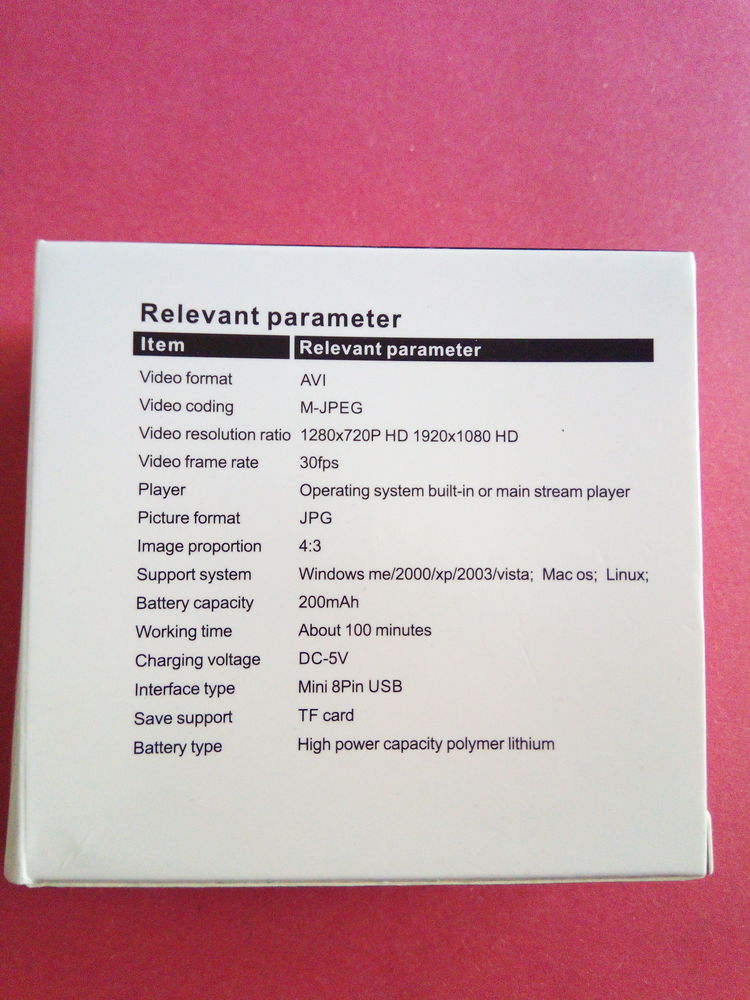 Relevant parameter
Item Relevant parameter
Video format AVI
Video coding M-JPEG
Video resolution ratio 1280x720P HD 1920x1080 HD
Video frame rate 30fps
Player Operating system built-in or main stream player
Picture format JPG
Image proportion 4:3
Support system Windows me/2000/xp/2003/vista; Mac os; Linux;
Battery capacity 200mAh
Working time About 100 minutes
Charging voltage DC-5V
Interface type Mini 8Pin USB
Save support TF card
Battery type High power capacity polymer lithium